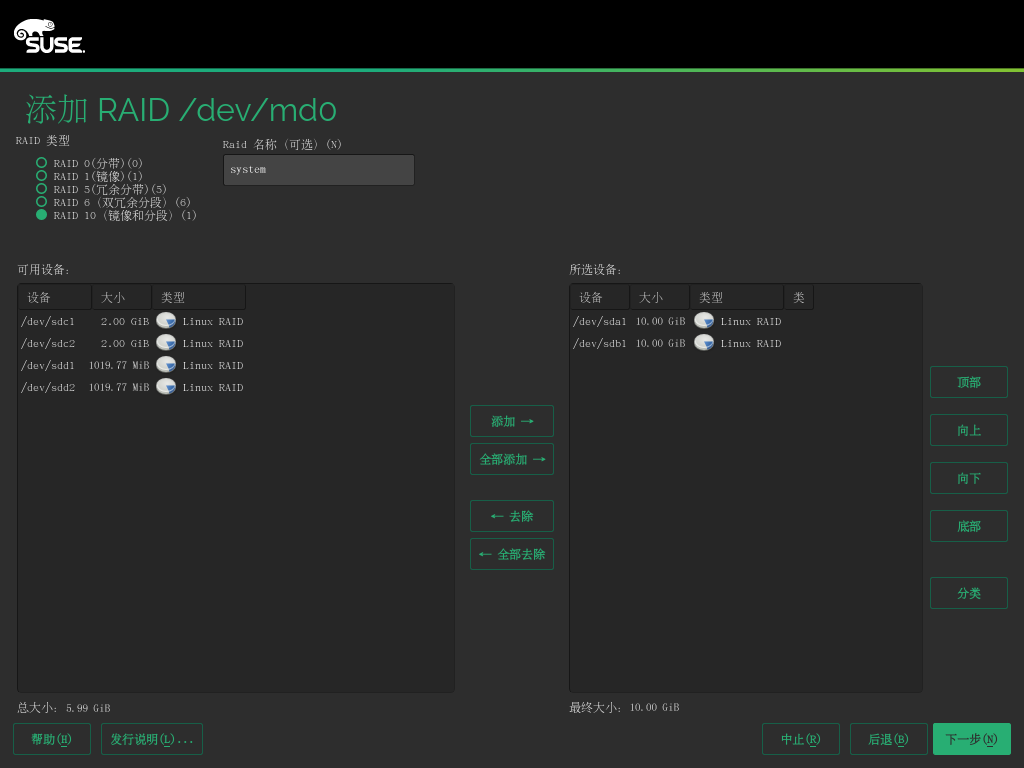 SUSE
添加 RAID /dev/md0
RAID 类型
Raid 名称（可选）(N)
RAID 0(分带)(0)
RAID 1(镜像)(1)
RAID 5(冗余分带)(5)
RAID 6（双冗余分段）(6)
RAID 10（镜像和分段）(1)
system
可用设备:
设备 大小 类型
/dev/sdc1 2.00 GiB Linux RAID
/dev/sdc2 2.00 GiB Linux RAID
/dev/sdd1 1019.77 MiB Linux RAID
/dev/sdd2 1019.77 MiB Linux RAID
总大小: 5.99 GiB
添加 →
全部添加 →
← 去除
← 全部去除
所选设备:
设备 大小 类型 类
/dev/sda1 10.00 GiB Linux RAID
/dev/sdb1 10.00 GiB Linux RAID
最终大小: 10.00 GiB
顶部
向上
向下
底部
分类
帮助(H) 发行说明(L)... 中止(R) 后退(B) 下一步(N)